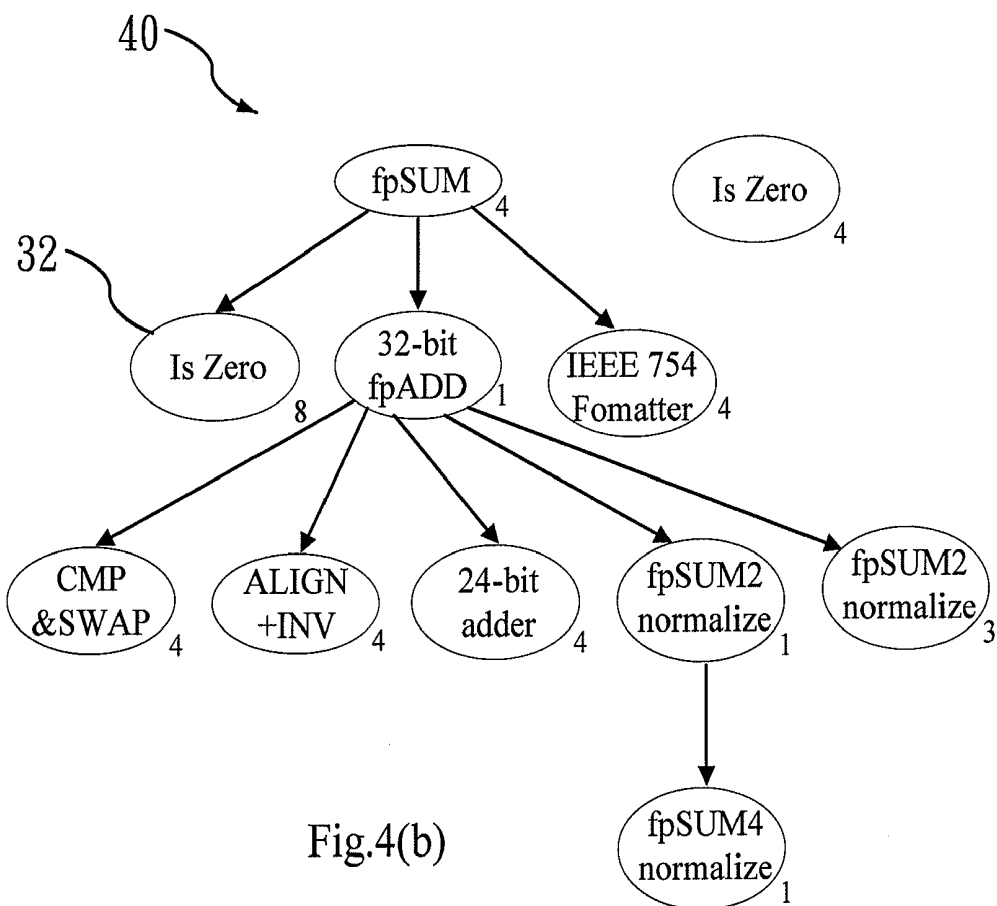 40
fpSUM
4
Is Zero
4
32
Is Zero
8
32-bit
fpADD
1
IEEE 754
Fomatter
4
CMP
&SWAP
4
ALIGN
+INV
4
24-bit
adder
4
fpSUM2
normalize
1
fpSUM2
normalize
3
fpSUM4
normalize
1
Fig.4(b)